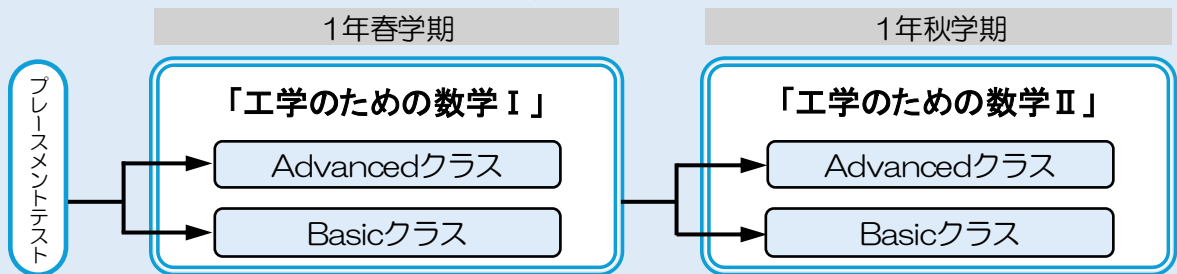 1年春学期
1年秋学期
プレースメントテスト
「工学のための数学Ⅰ」
Advancedクラス
Basicクラス
「工学のための数学Ⅱ」
Advancedクラス
Basicクラス